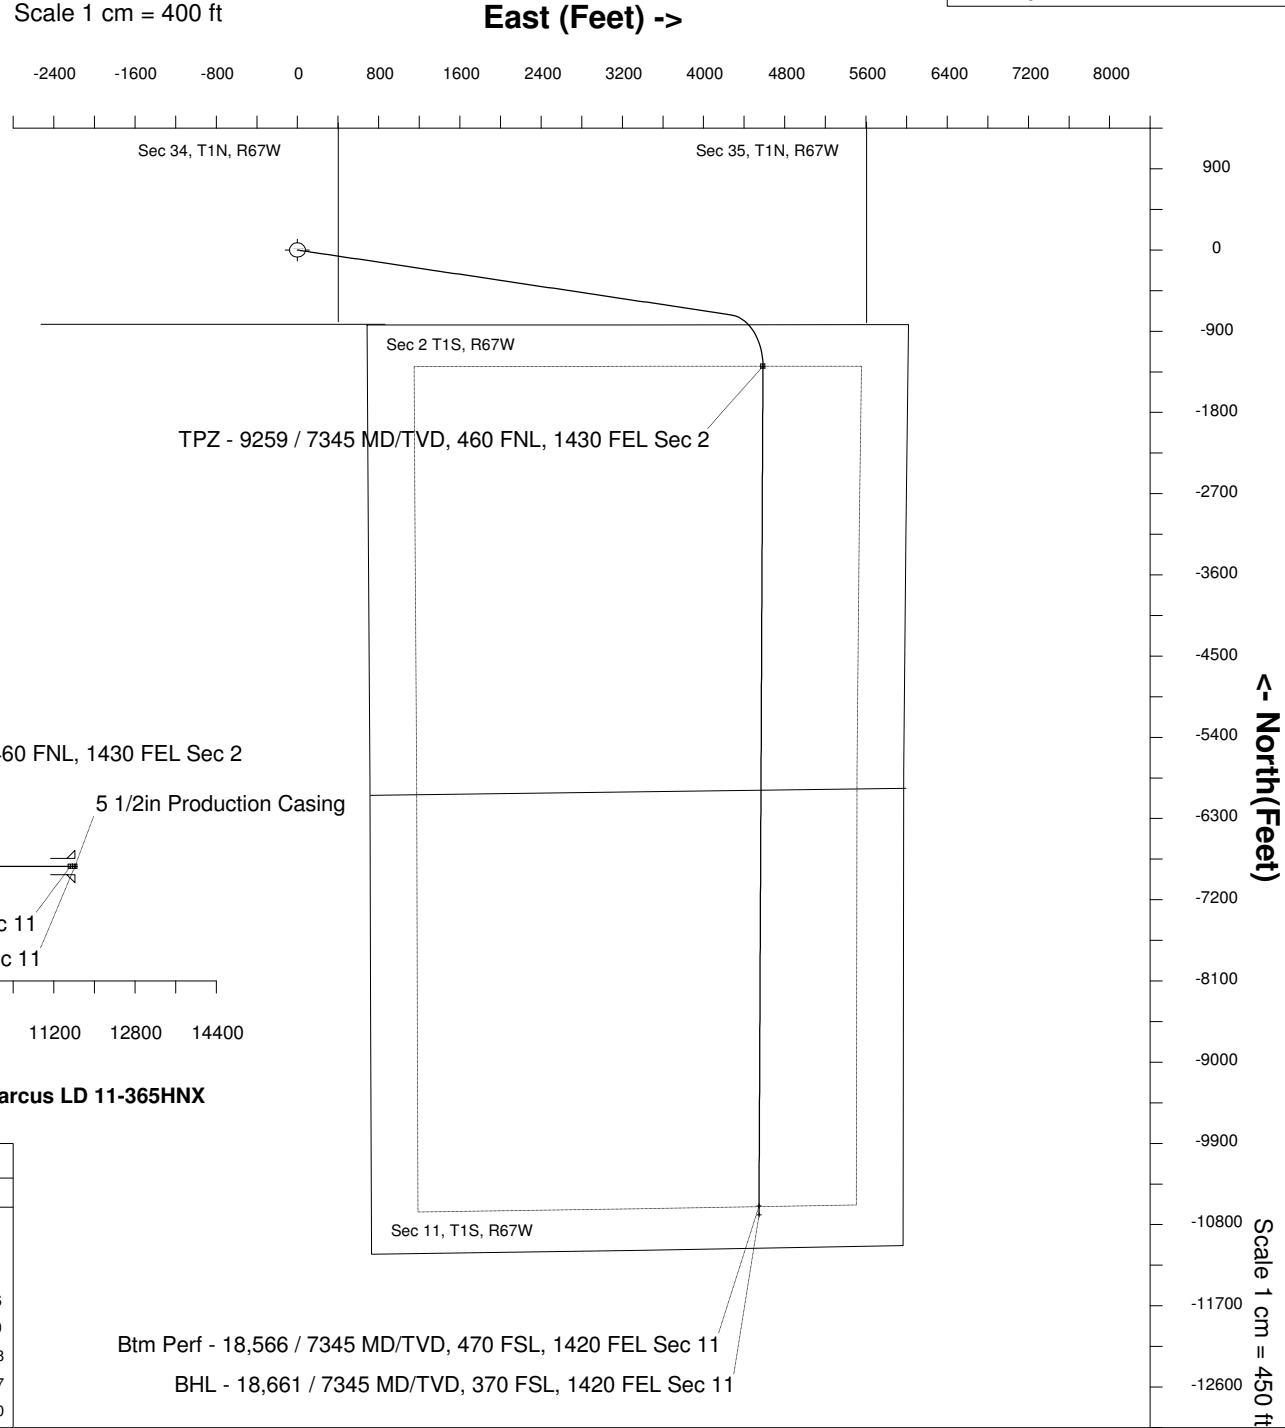 Scale 1 cm = 400 ft
East (Feet) ->
-2400 -1600 -800 0 800 1600 2400 3200 4000 4800 5600 6400 7200 8000
Sec 34, T1N, R67W
Sec 35, T1N, R67W
900
0
-900
-1800
-2700
-3600
-4500
-5400
-6300
-7200
-8100
-9000
-9900
-10800
-11700
-12600
<- North(Feet)
Scale 1 cm = 450 ft
Sec 2 T1S, R67W
TPZ - 9259 / 7345 MD/TVD, 460 FNL, 1430 FEL Sec 2
60 FNL, 1430 FEL Sec 2
5 1/2in Production Casing
c 11
c 11
11200 12800 14400
arcus LD 11-365HNX
Sec 11, T1S, R67W
Btm Perf - 18,566 / 7345 MD/TVD, 470 FSL, 1420 FEL Sec 11
BHL - 18,661 / 7345 MD/TVD, 370 FSL, 1420 FEL Sec 11